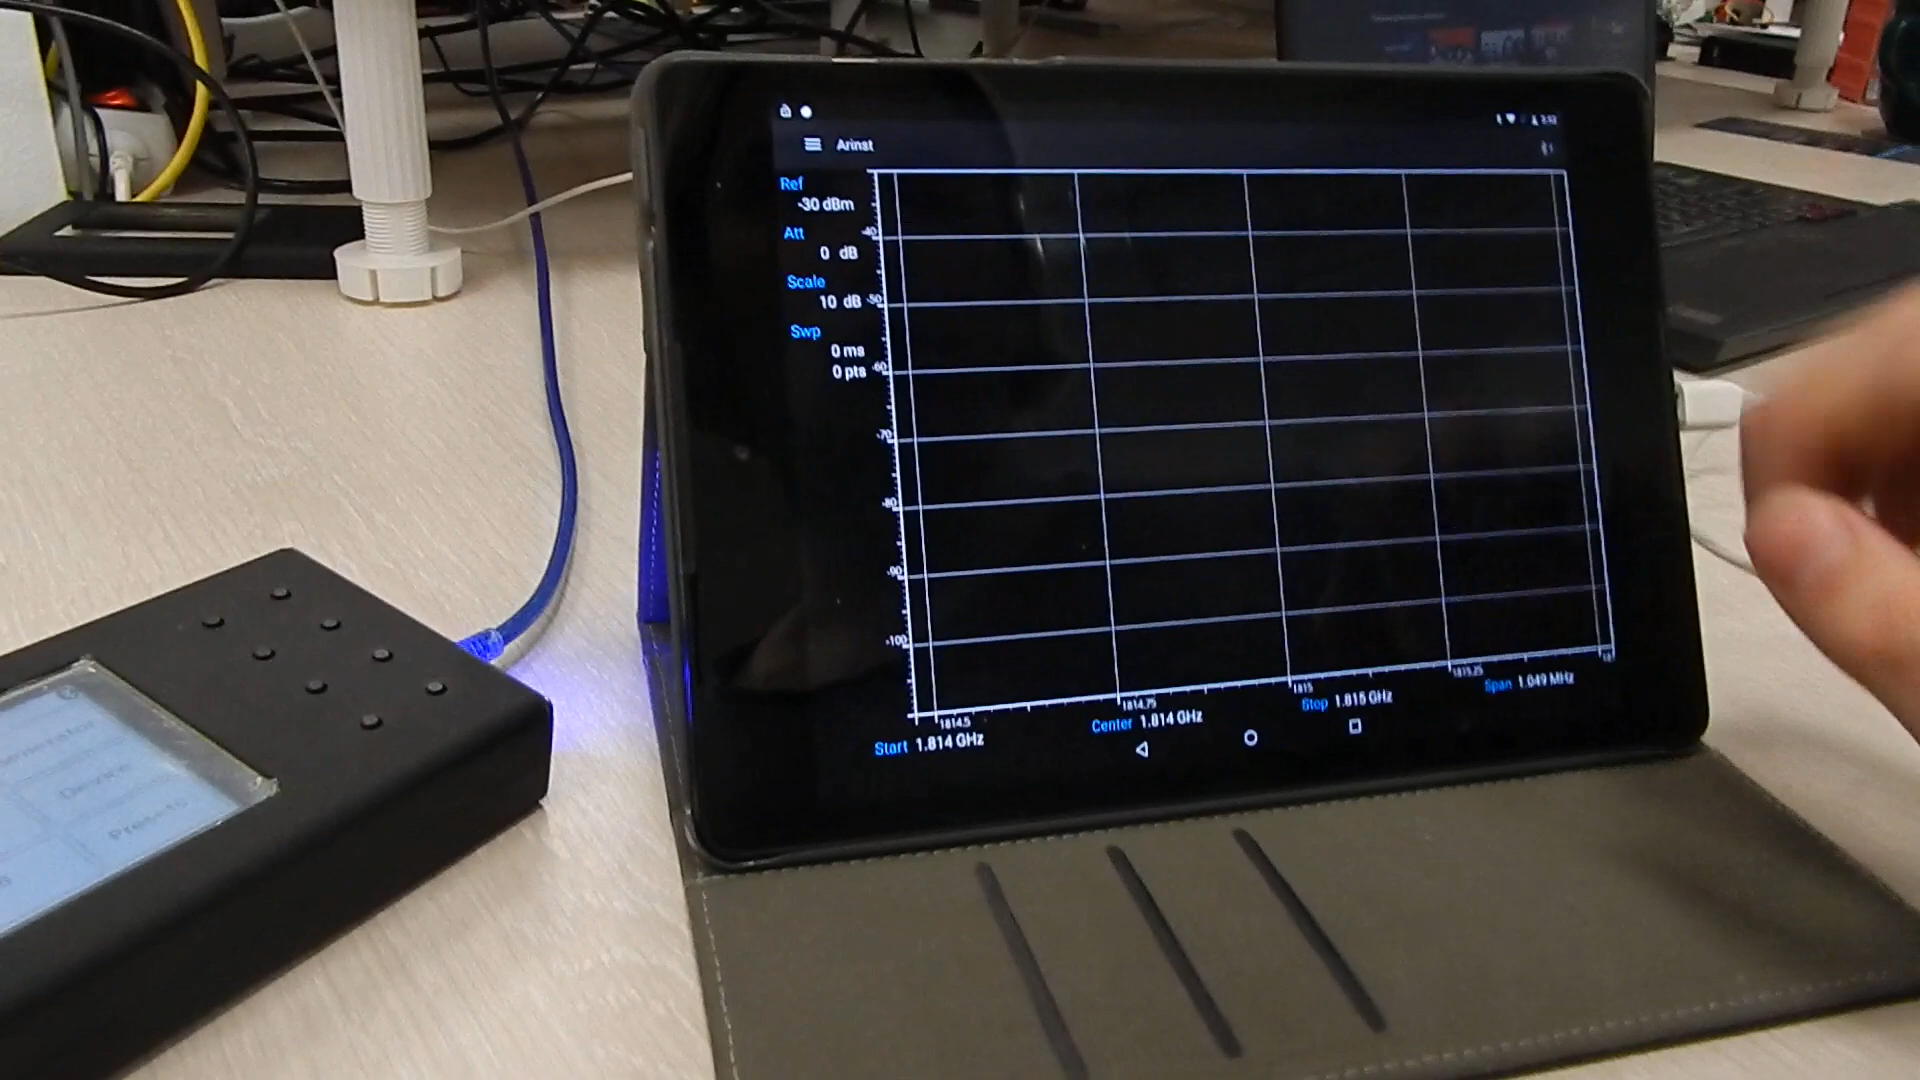 Arinst
Ref
-30 dBm
Att
0 dB
Scale
10 dB
Swp
0 ms
0 pts
-40
-50
-60
-70
-80
-90
-100
1814.5
1814.75
1815
1815.25
Start 1.814 GHz
Center 1.814 GHz
Stop 1.815 GHz
Span 1.049 MHz
Device
Presets